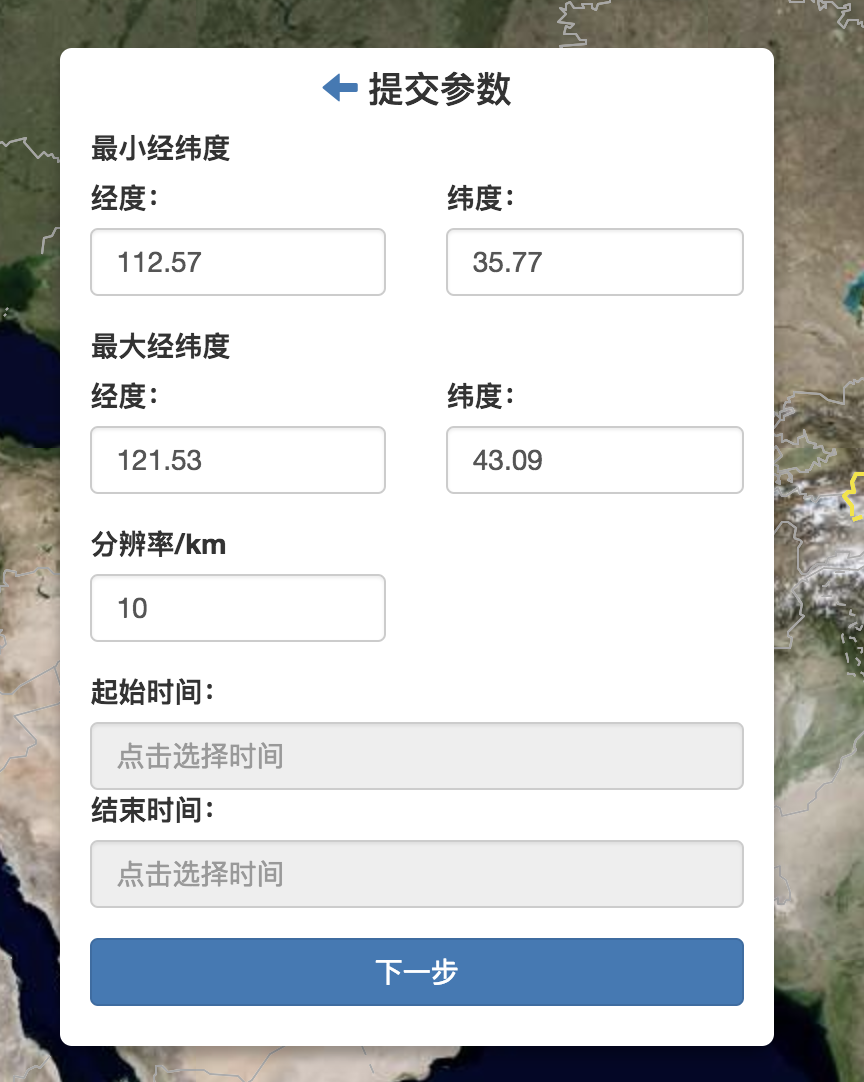 提交参数
最小经纬度
经度： 纬度：
112.57 35.77
最大经纬度
经度： 纬度：
121.53 43.09
分辨率/km
10
起始时间：
点击选择时间
结束时间：
点击选择时间
下一步